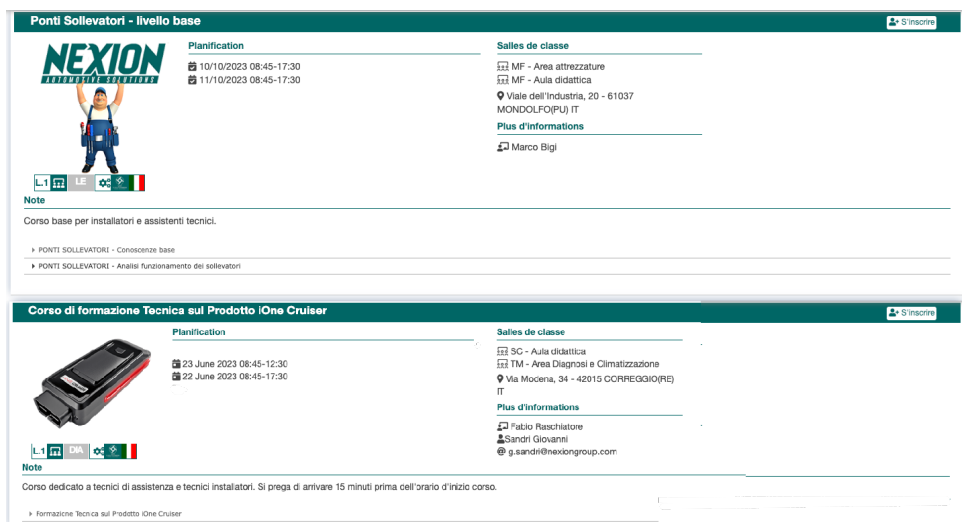 Ponti Sollevatori - livello base
S'inscrire
NEXION
AUTOMOTIVE SOLUTIONS
Planification
10/10/2023 08:45-17:30
11/10/2023 08:45-17:30
Salles de classe
MF - Area attrezzature
MF - Aula didattica
Viale dell'Industria, 20 - 61037
MONDOLFO(PU) IT
Plus d'informations
Marco Bigi
L.1 LE
Note
Corso base per installatori e assistenti tecnici.
PONTI SOLLEVATORI - Conoscenze base
PONTI SOLLEVATORI - Analisi funzionamento dei sollevatori
Corso di formazione Tecnica sul Prodotto iOne Cruiser
S'inscrire
Planification
23 June 2023 08:45-12:30
22 June 2023 08:45-17:30
Salles de classe
SC - Aula didattica
TM - Area Diagnosi e Climatizzazione
Via Modena, 34 - 42015 CORREGGIO(RE)
IT
Plus d'informations
Fabio Raschiatore
Sandri Giovanni
@ g.sandri@nexiongroup.com
L.1 DIA
Note
Corso dedicato a tecnici di assistenza e tecnici installatori. Si prega di arrivare 15 minuti prima dell'orario d'inizio corso.
Formazione Tecnica sul Prodotto iOne Cruiser